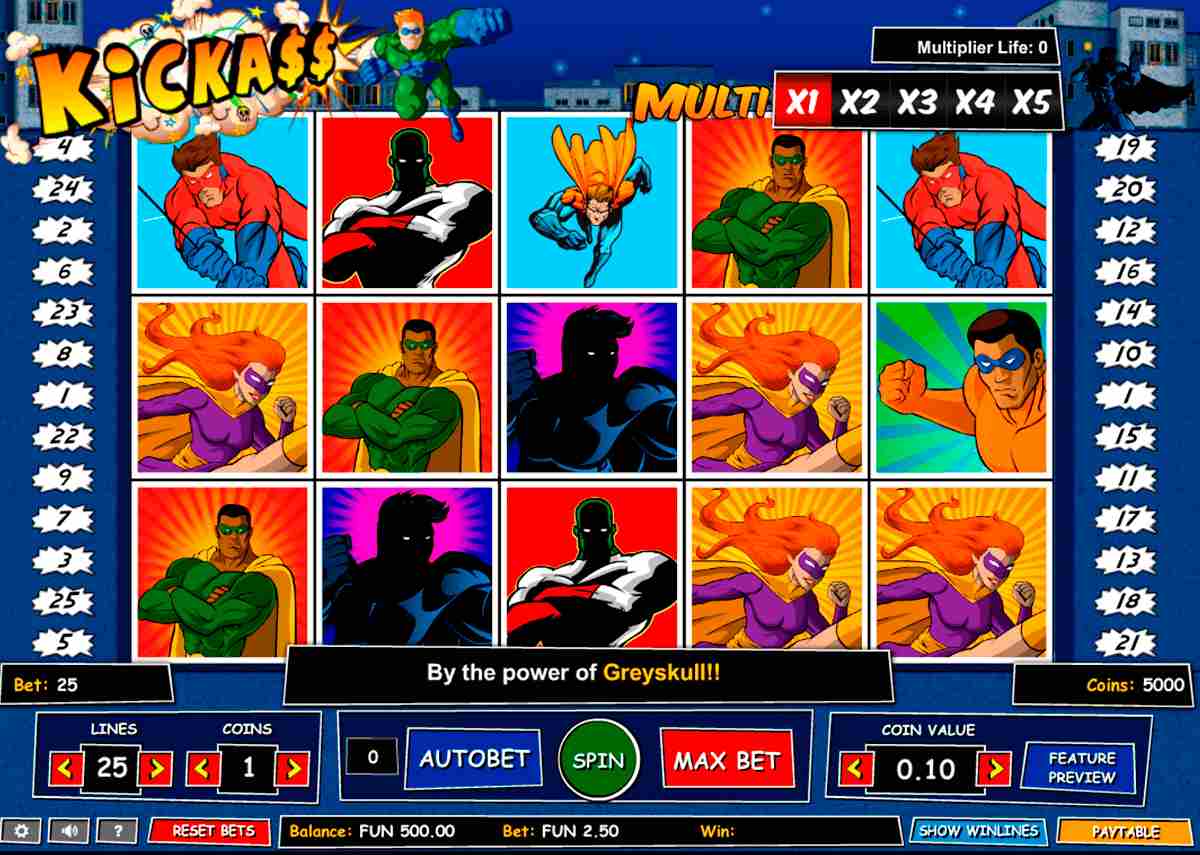 KiCKA$$
Multiplier Life: 0
MULTI
X1 X2 X3 X4 X5
4
24
2
6
23
8
1
22
9
7
3
25
5
19
20
12
16
14
10
1
15
11
17
13
18
21
By the power of Greyskull!!
Bet: 25
Coins: 5000
LINES
< 25 >
COINS
< 1 >
0
AUTOBET
SPIN
MAX BET
COIN VALUE
< 0.10 >
FEATURE
PREVIEW
?
RESET BETS
Balance: FUN 500.00
Bet: FUN 2.50
Win:
SHOW WINLINES
PAYTABLE